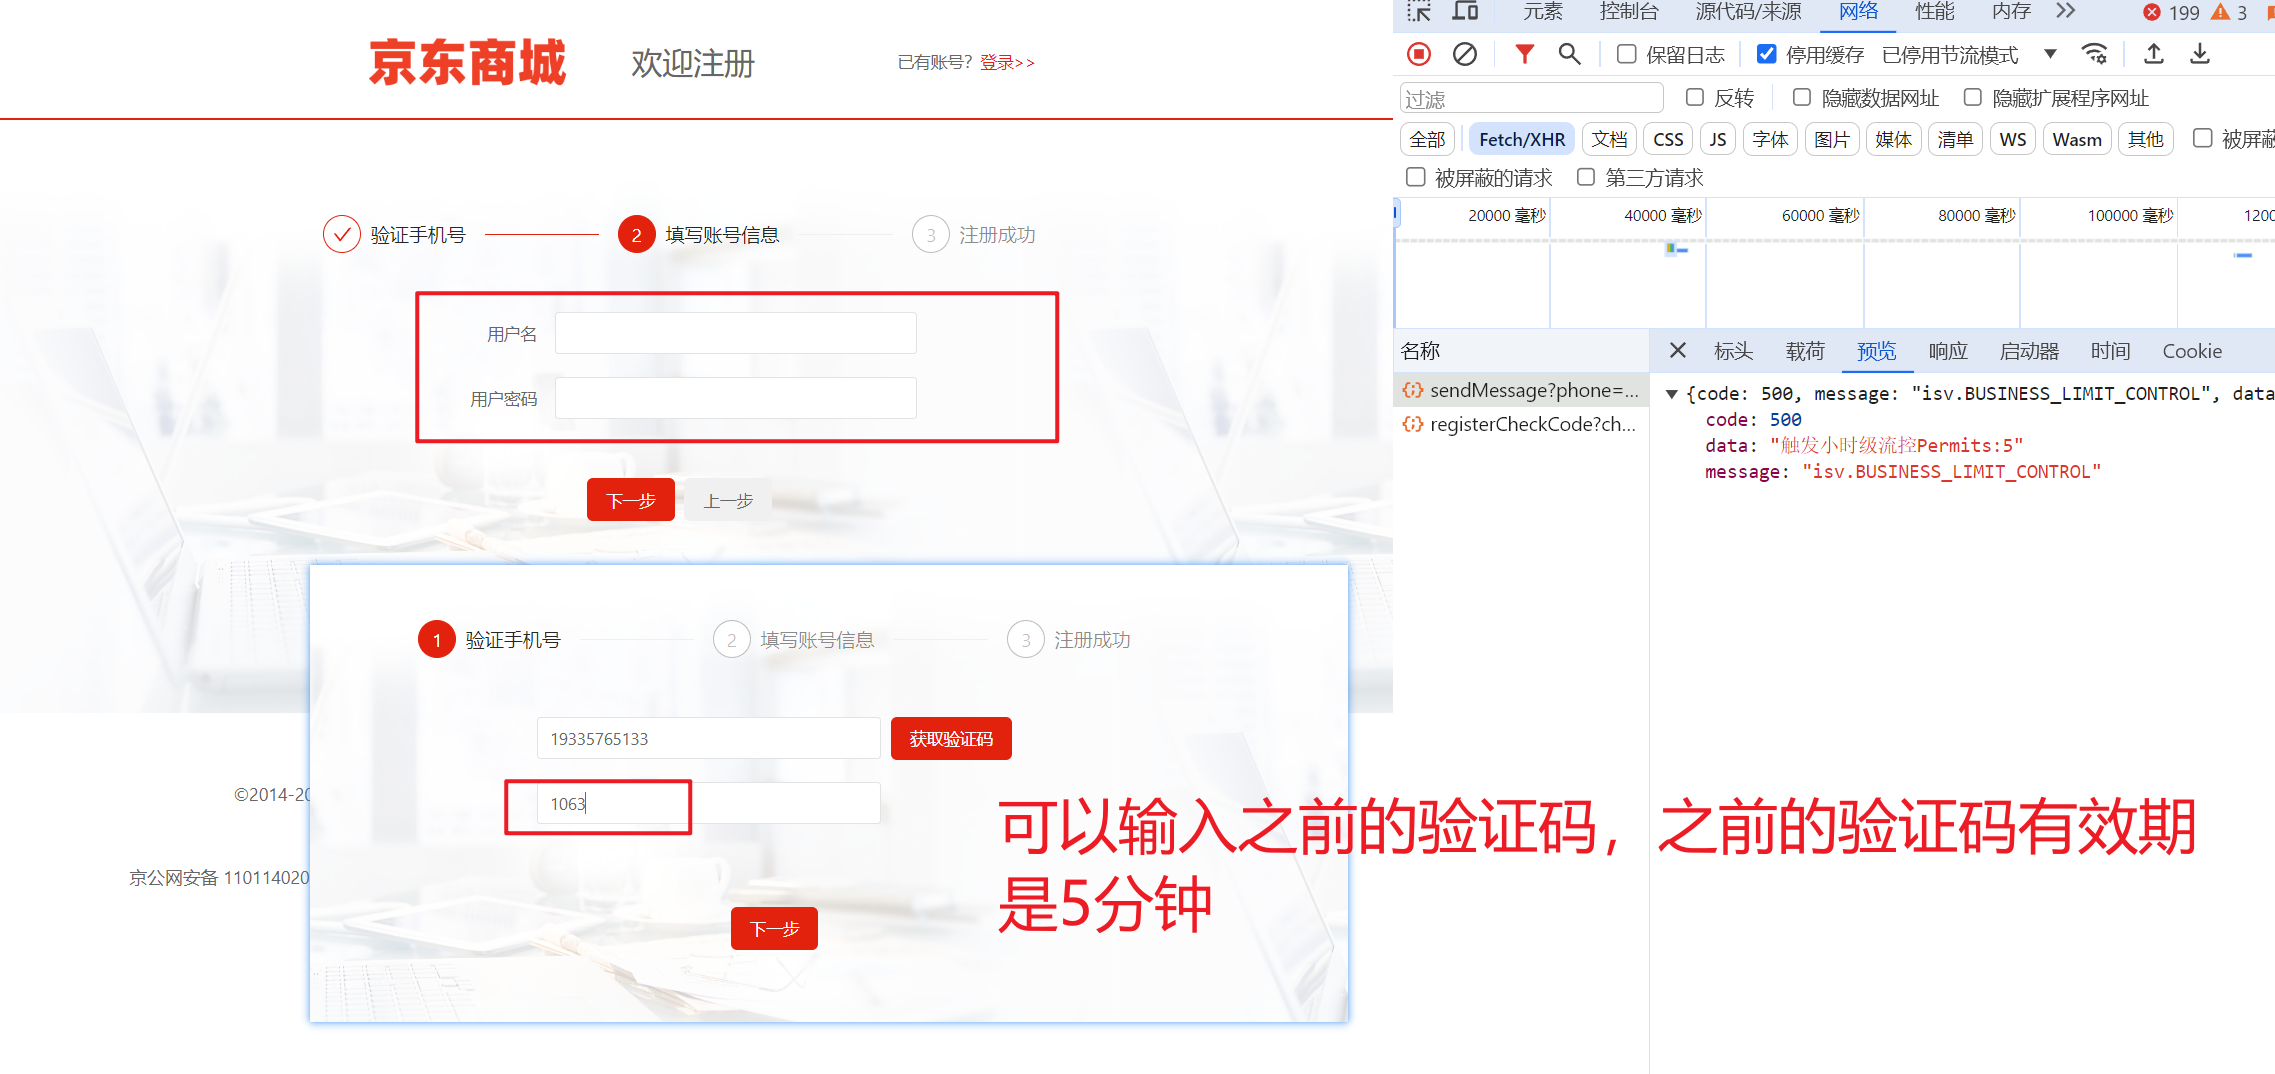 京东商城
欢迎注册
已有账号？登录>>
验证手机号
2 填写账号信息
3 注册成功
用户名
用户密码
下一步
上一步
1 验证手机号
2 填写账号信息
3 注册成功
19335765133
获取验证码
1063
下一步
©2014-20
京公网安备 110114020
可以输入之前的验证码，之前的验证码有效期
是5分钟
元素 控制台 源代码/来源 网络 性能 内存 199 3
保留日志 停用缓存 已停用节流模式
过滤 反转 隐藏数据网址 隐藏扩展程序网址
全部 Fetch/XHR 文档 CSS JS 字体 图片 媒体 清单 WS Wasm 其他 被屏蔽
被屏蔽的请求 第三方请求
20000 毫秒 40000 毫秒 60000 毫秒 80000 毫秒 100000 毫秒 1200
名称
标头 载荷 预览 响应 启动器 时间 Cookie
sendMessage?phone=...
registerCheckCode?ch...
{code: 500, message: "isv.BUSINESS_LIMIT_CONTROL", data
code: 500
data: "触发小时级流控Permits:5"
message: "isv.BUSINESS_LIMIT_CONTROL"